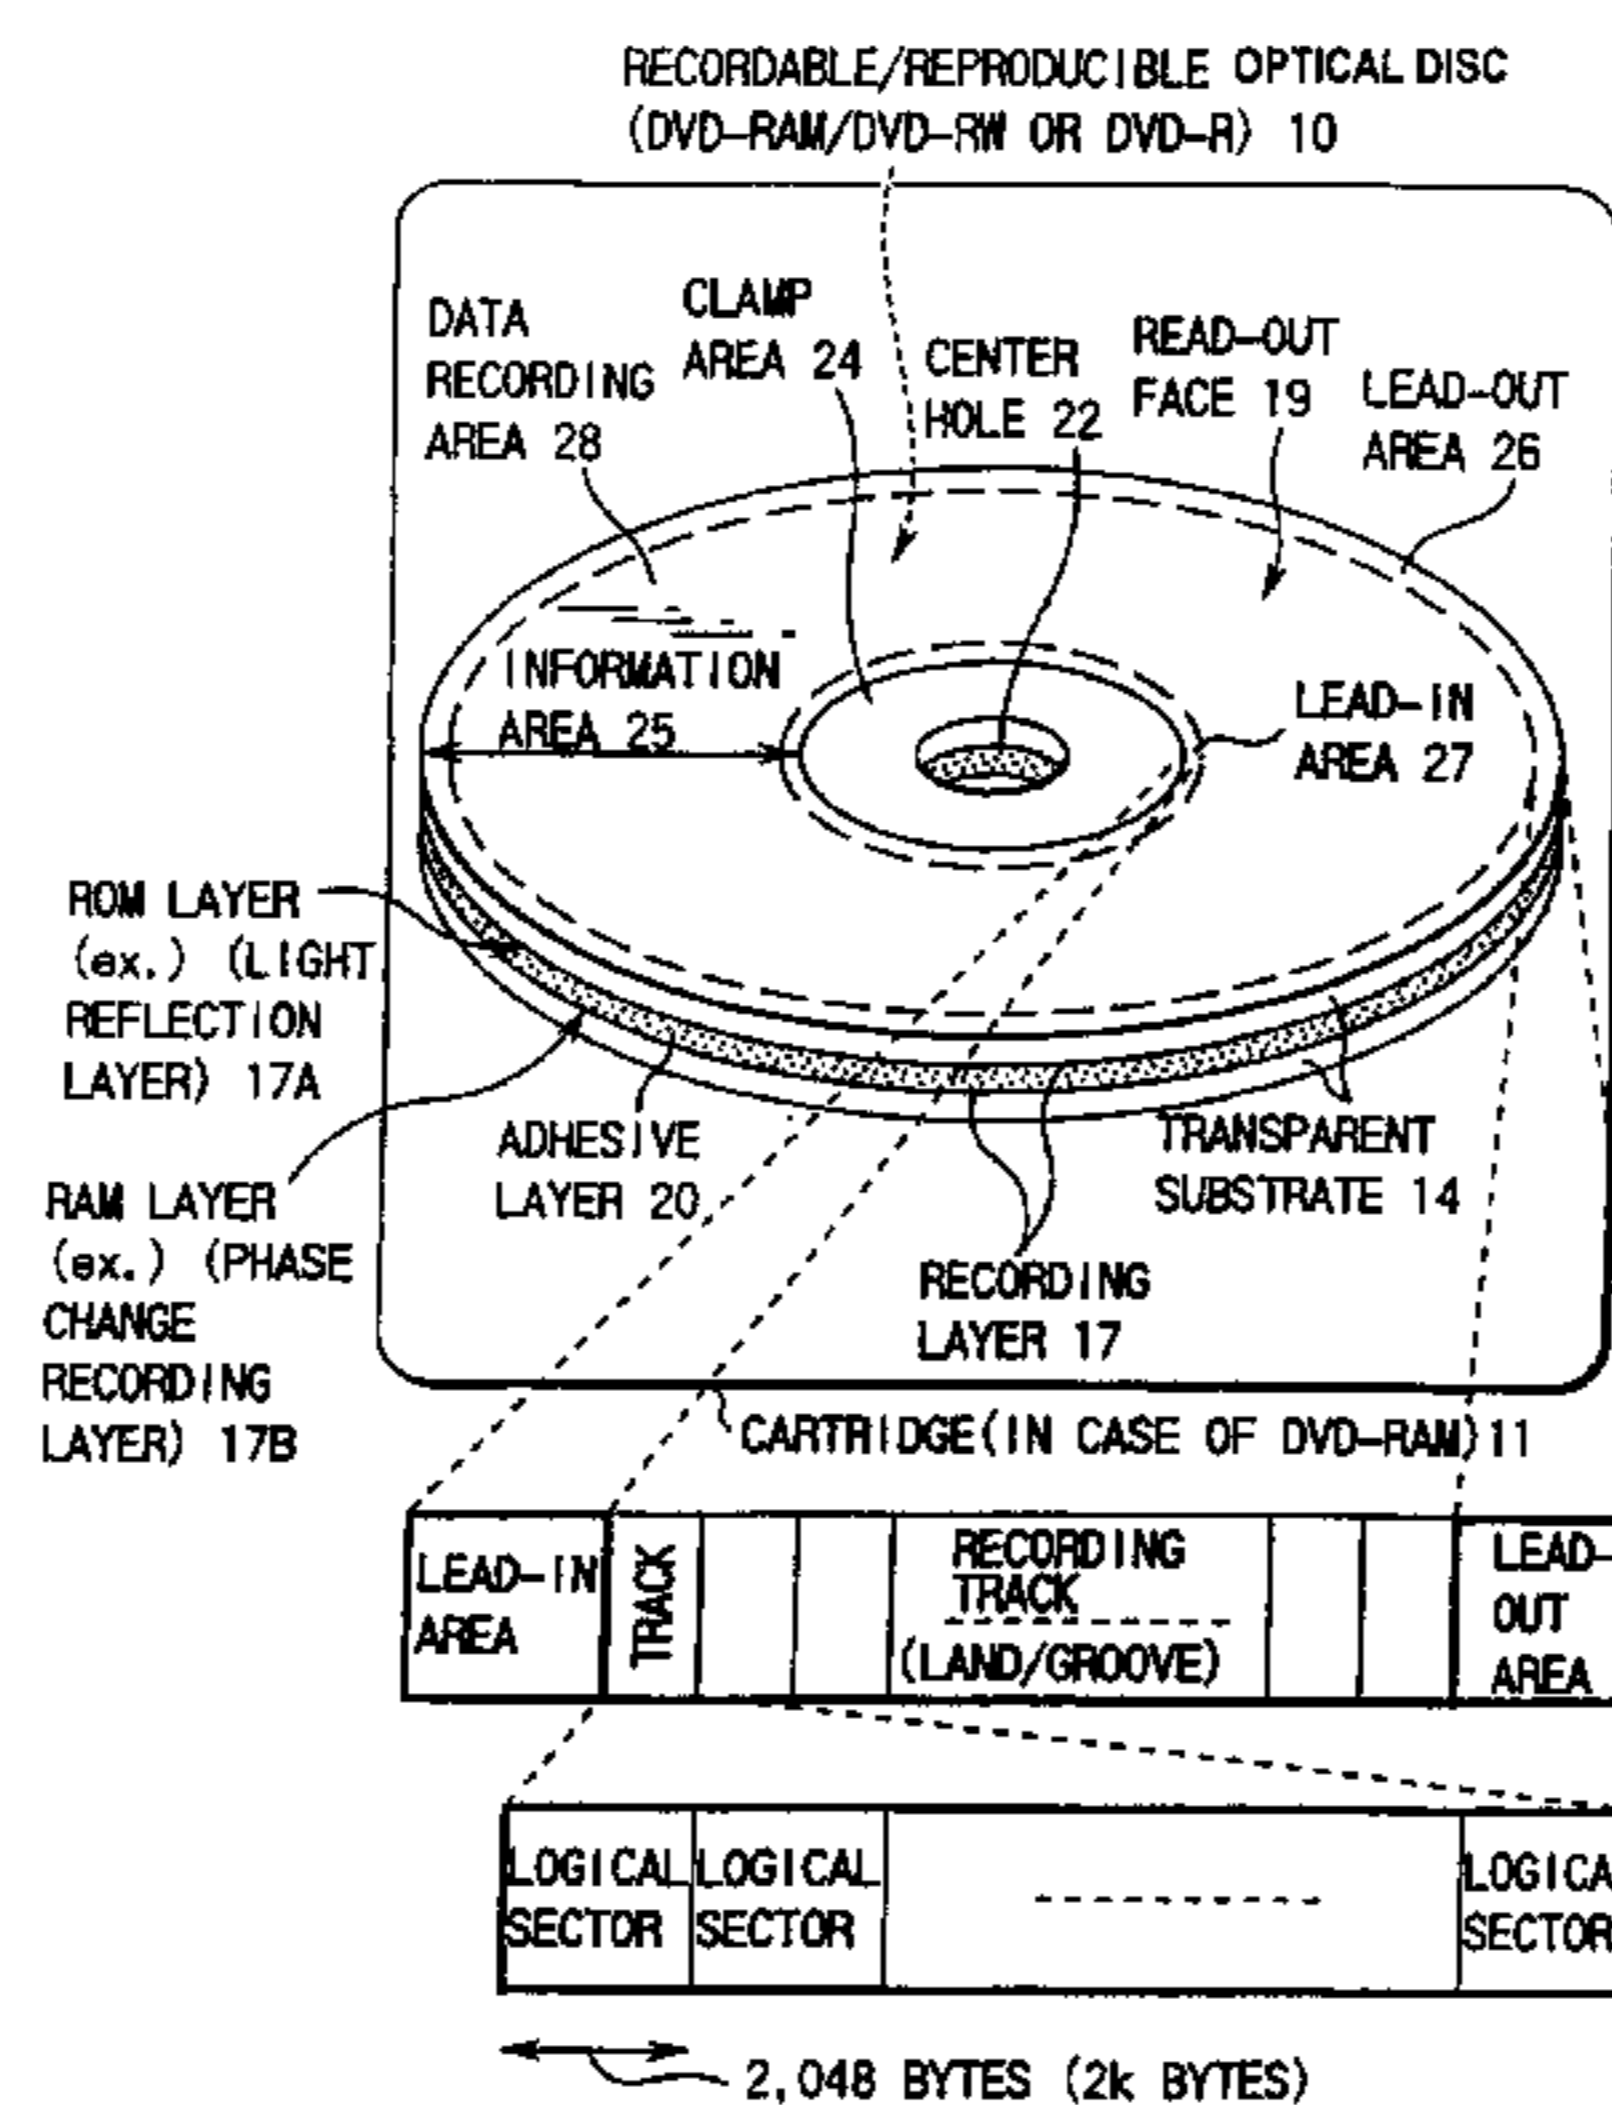 RECORDABLE/REPRODUCIBLE OPTICAL DISC
(DVD-RAM/DVD-RW OR DVD-R) 10
DATA
RECORDING
AREA 28
CLAMP
AREA 24
CENTER
HOLE 22
READ-OUT
FACE 19
LEAD-OUT
AREA 26
INFORMATION
AREA 25
LEAD-IN
AREA 27
ROM LAYER
(ex.) (LIGHT
REFLECTION
LAYER) 17A
RAM LAYER
(ex.) (PHASE
CHANGE
RECORDING
LAYER) 17B
ADHESIVE
LAYER 20
TRANSPARENT
SUBSTRATE 14
RECORDING
LAYER 17
CARTRIDGE(IN CASE OF DVD-RAM)11
LEAD-IN
AREA
TRACK
RECORDING
TRACK
(LAND/GROOVE)
LEAD-
OUT
AREA
LOGICAL
SECTOR
LOGICAL
SECTOR
LOGICA
SECTOR
2,048 BYTES (2k BYTES)